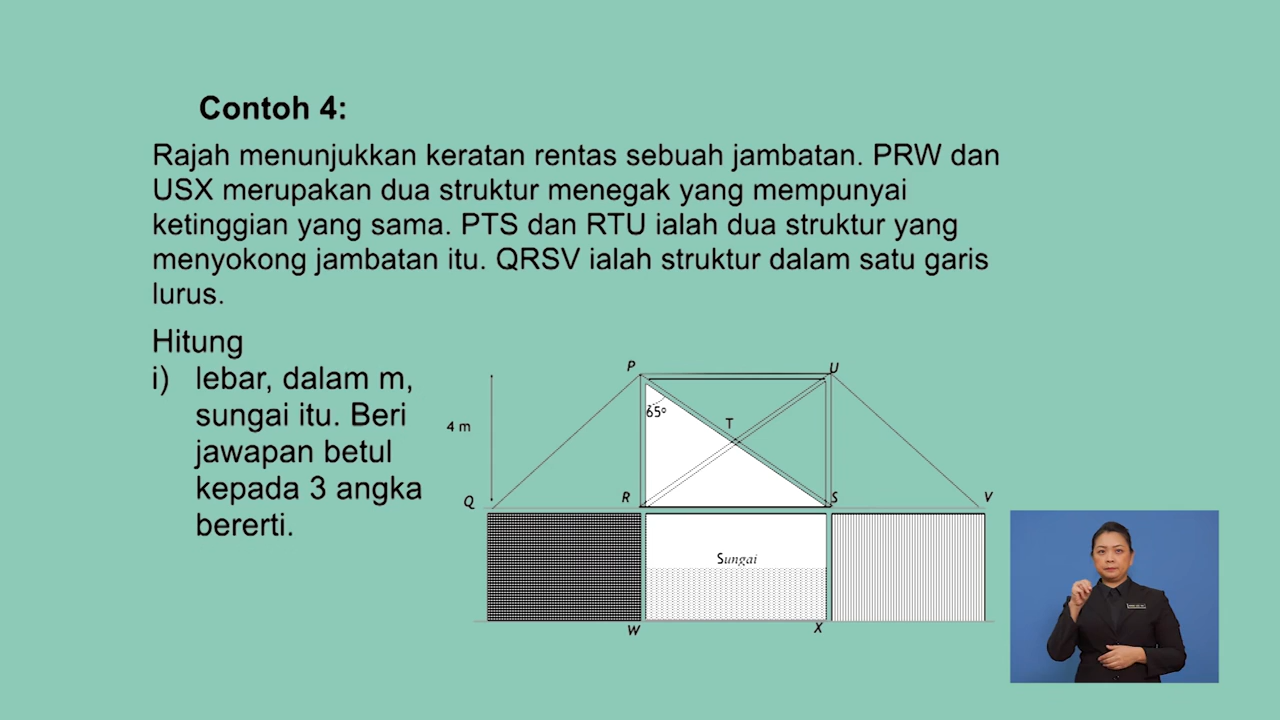 Contoh 4:
Rajah menunjukkan keratan rentas sebuah jambatan. PRW dan
USX merupakan dua struktur menegak yang mempunyai
ketinggian yang sama. PTS dan RTU ialah dua struktur yang
menyokong jambatan itu. QRSV ialah struktur dalam satu garis
lurus.
Hitung
i) lebar, dalam m,
sungai itu. Beri
jawapan betul
kepada 3 angka
bererti.
P
U
65°
4 m
T
Q
R
S
V
Sungai
W
X